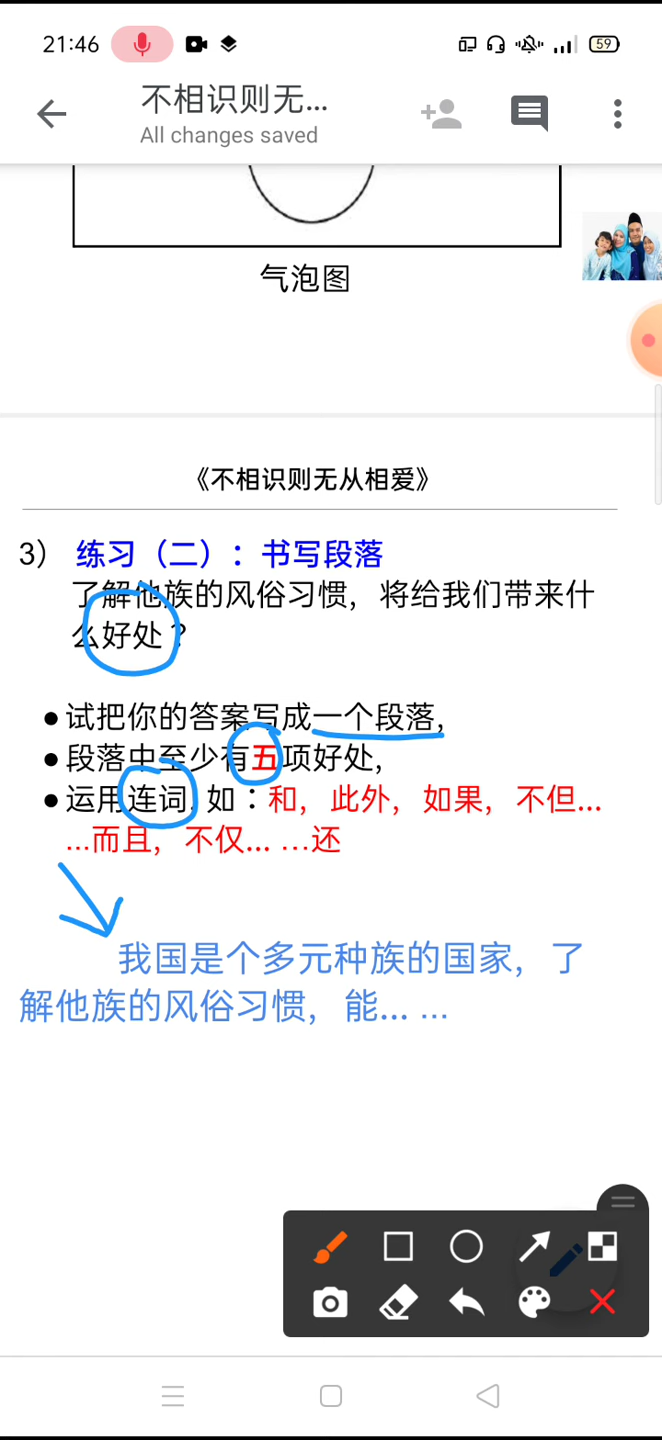 21:46
59
不相识则无...
All changes saved
气泡图
《不相识则无从相爱》
3） 练习（二）：书写段落
了解他族的风俗习惯，将给我们带来什
么好处？
●试把你的答案写成一个段落，
●段落中至少有五项好处，
●运用连词. 如：和，此外，如果，不但...
...而且，不仅... ...还
我国是个多元种族的国家，了
解他族的风俗习惯，能... ...